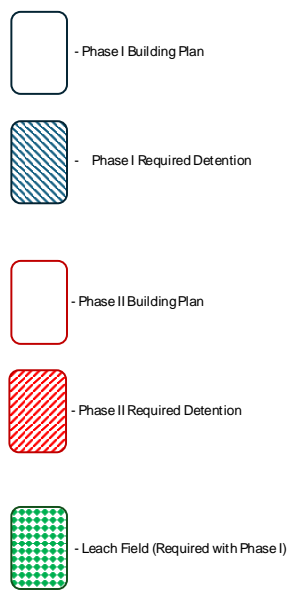 - Phase I Building Plan
- Phase I Required Detention
- Phase II Building Plan
- Phase II Required Detention
- Leach Field (Required with Phase I)